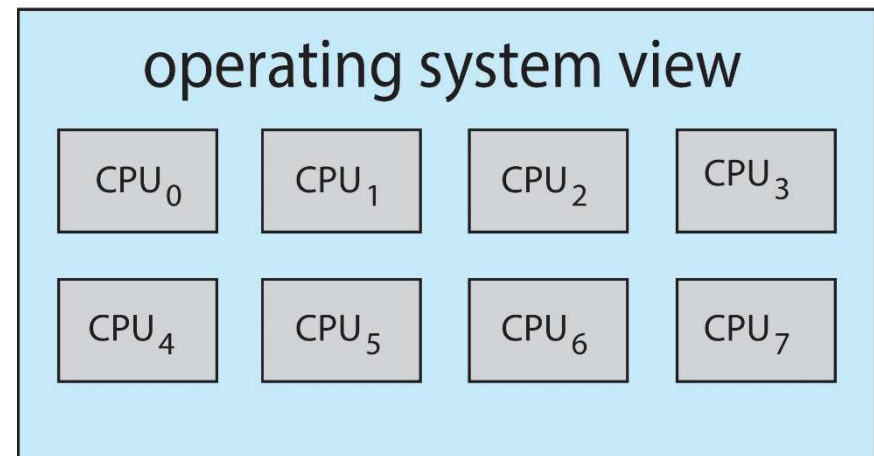 operating system view
CPU₀ CPU₁ CPU₂ CPU₃
CPU₄ CPU₅ CPU₆ CPU₇